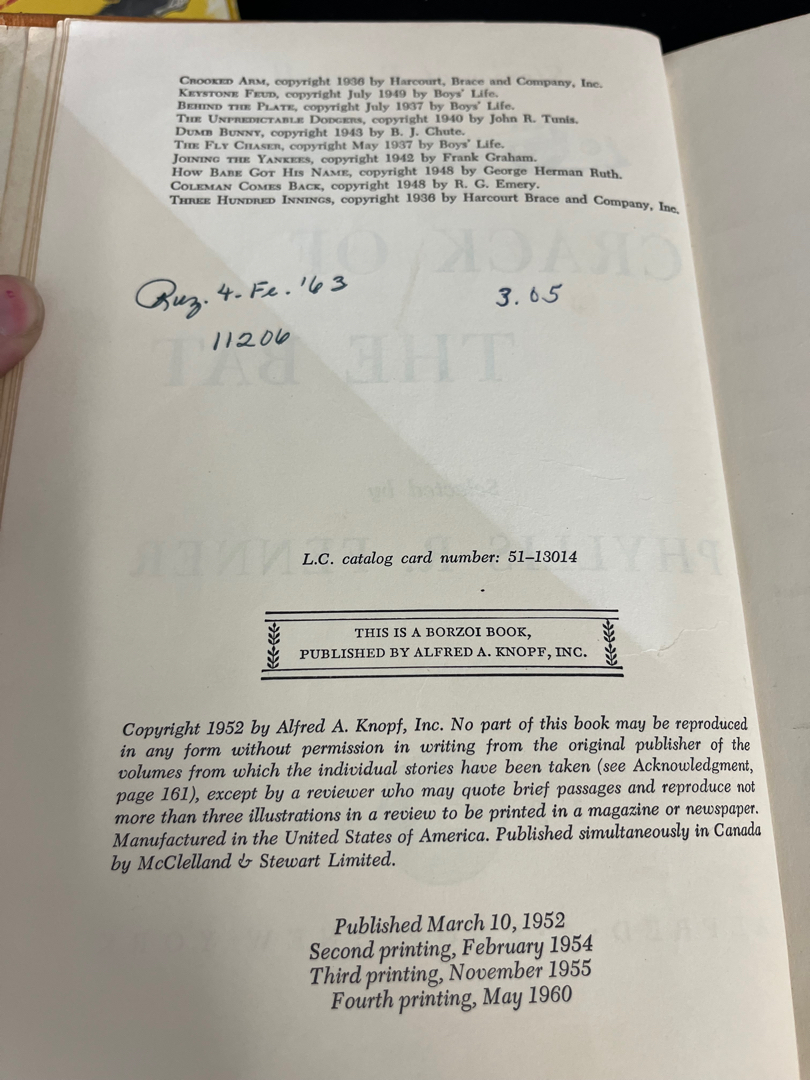 CROOKED ARM, copyright 1936 by Harcourt, Brace and Company, Inc.
KEYSTONE FEUD, copyright July 1949 by Boys' Life.
BEHIND THE PLATE, copyright July 1937 by Boys' Life.
THE UNPREDICTABLE DODGERS, copyright 1940 by John R. Tunis.
DUMB BUNNY, copyright 1943 by B. J. Chute.
THE FLY CHASER, copyright May 1937 by Boys' Life.
JOINING THE YANKEES, copyright 1942 by Frank Graham.
HOW BABE GOT HIS NAME, copyright 1948 by George Herman Ruth.
COLEMAN COMES BACK, copyright 1948 by R. G. Emery.
THREE HUNDRED INNINGS, copyright 1936 by Harcourt Brace and Company, Inc.
CRACK OF
4. Fe. '63 3.05
11206
THE BAT
Selected by
PHYLLIS R. FENNER
L.C. catalog card number: 51–13014
THIS IS A BORZOI BOOK,
PUBLISHED BY ALFRED A. KNOPF, INC.
Copyright 1952 by Alfred A. Knopf, Inc. No part of this book may be reproduced
in any form without permission in writing from the original publisher of the
volumes from which the individual stories have been taken (see Acknowledgment,
page 161), except by a reviewer who may quote brief passages and reproduce not
more than three illustrations in a review to be printed in a magazine or newspaper.
Manufactured in the United States of America. Published simultaneously in Canada
by McClelland & Stewart Limited.
Published March 10, 1952
Second printing, February 1954
Third printing, November 1955
Fourth printing, May 1960